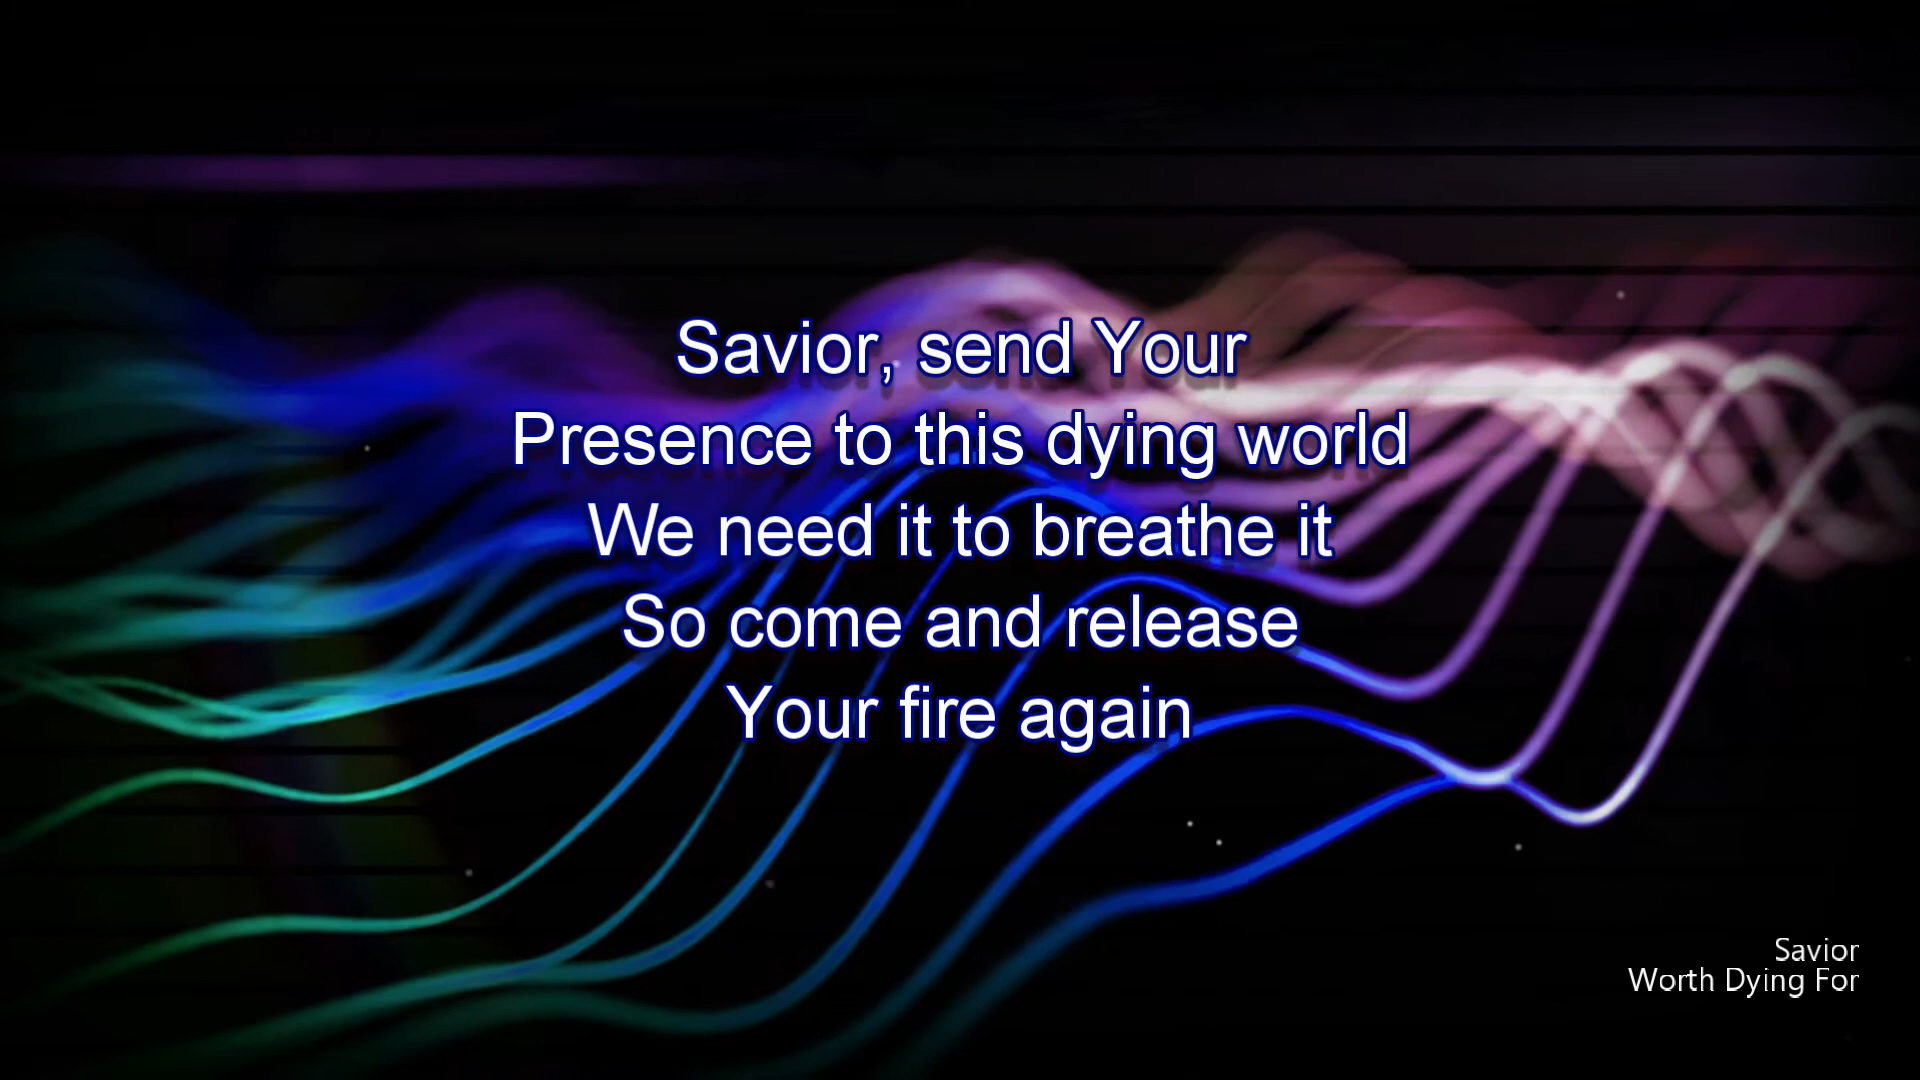 Savior, send Your
Presence to this dying world
We need it to breathe it
So come and release
Your fire again
Savior
Worth Dying For